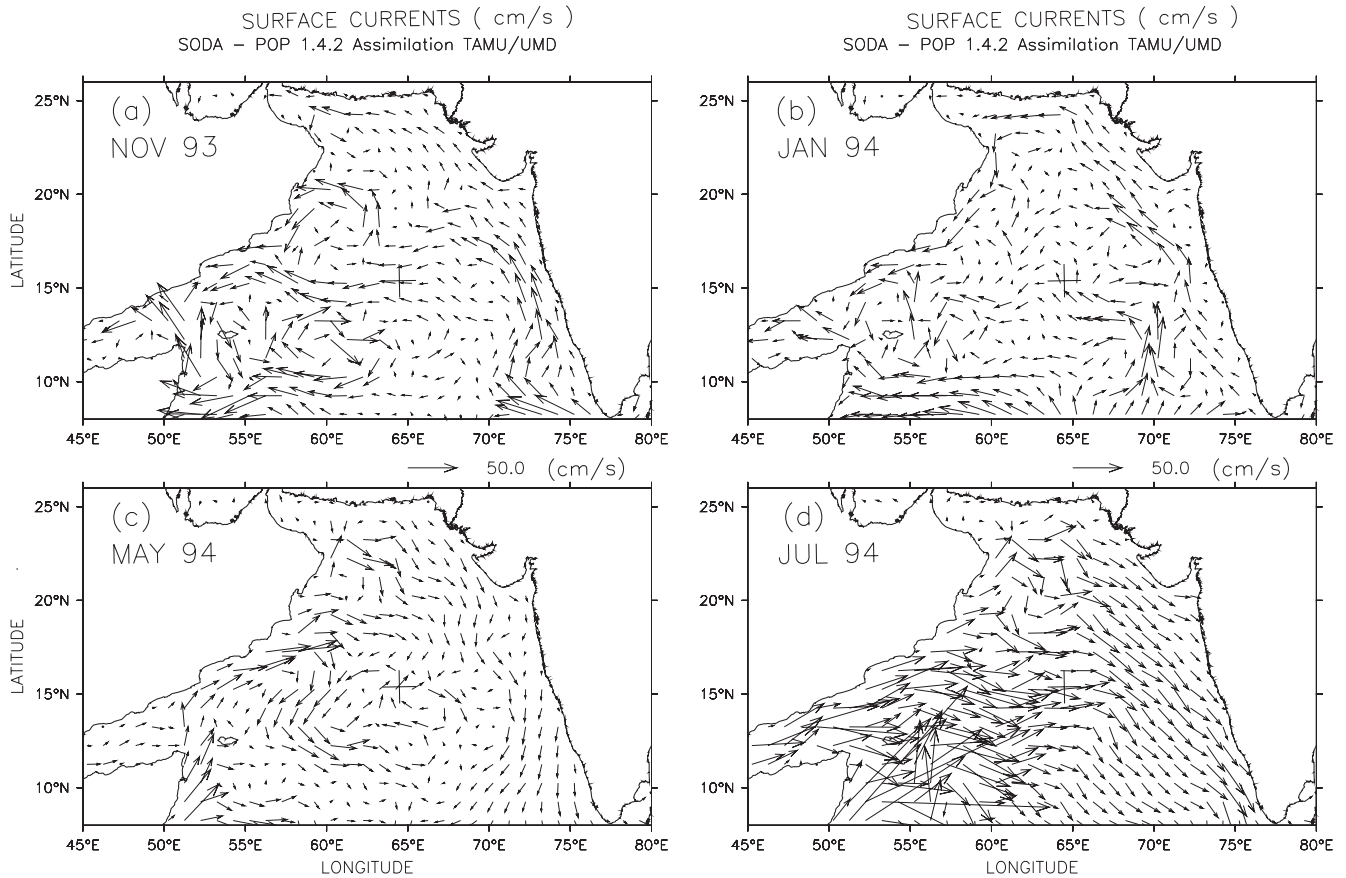 SURFACE CURRENTS ( cm/s )
SODA - POP 1.4.2 Assimilation TAMU/UMD
SURFACE CURRENTS ( cm/s )
SODA - POP 1.4.2 Assimilation TAMU/UMD
(a)
NOV 93
25°N
20°N
15°N
10°N
LATITUDE
45°E 50°E 55°E 60°E 65°E 70°E 75°E 80°E
50.0 (cm/s)
(b)
JAN 94
25°N
20°N
15°N
10°N
45°E 50°E 55°E 60°E 65°E 70°E 75°E 80°E
50.0 (cm/s)
(c)
MAY 94
25°N
20°N
15°N
10°N
LATITUDE
45°E 50°E 55°E 60°E 65°E 70°E 75°E 80°E
LONGITUDE
(d)
JUL 94
25°N
20°N
15°N
10°N
45°E 50°E 55°E 60°E 65°E 70°E 75°E 80°E
LONGITUDE